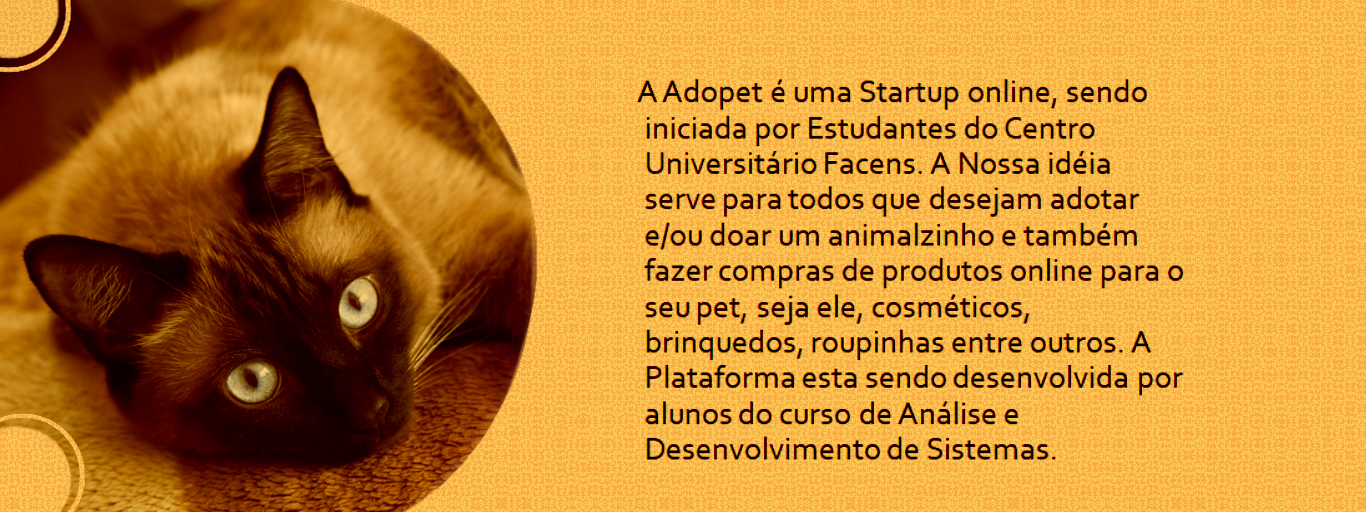 A Adopet é uma Startup online, sendo
iniciada por Estudantes do Centro
Universitário Facens. A Nossa idéia
serve para todos que desejam adotar
e/ou doar um animalzinho e também
fazer compras de produtos online para o
seu pet, seja ele, cosméticos,
brinquedos, roupinhas entre outros. A
Plataforma esta sendo desenvolvida por
alunos do curso de Análise e
Desenvolvimento de Sistemas.